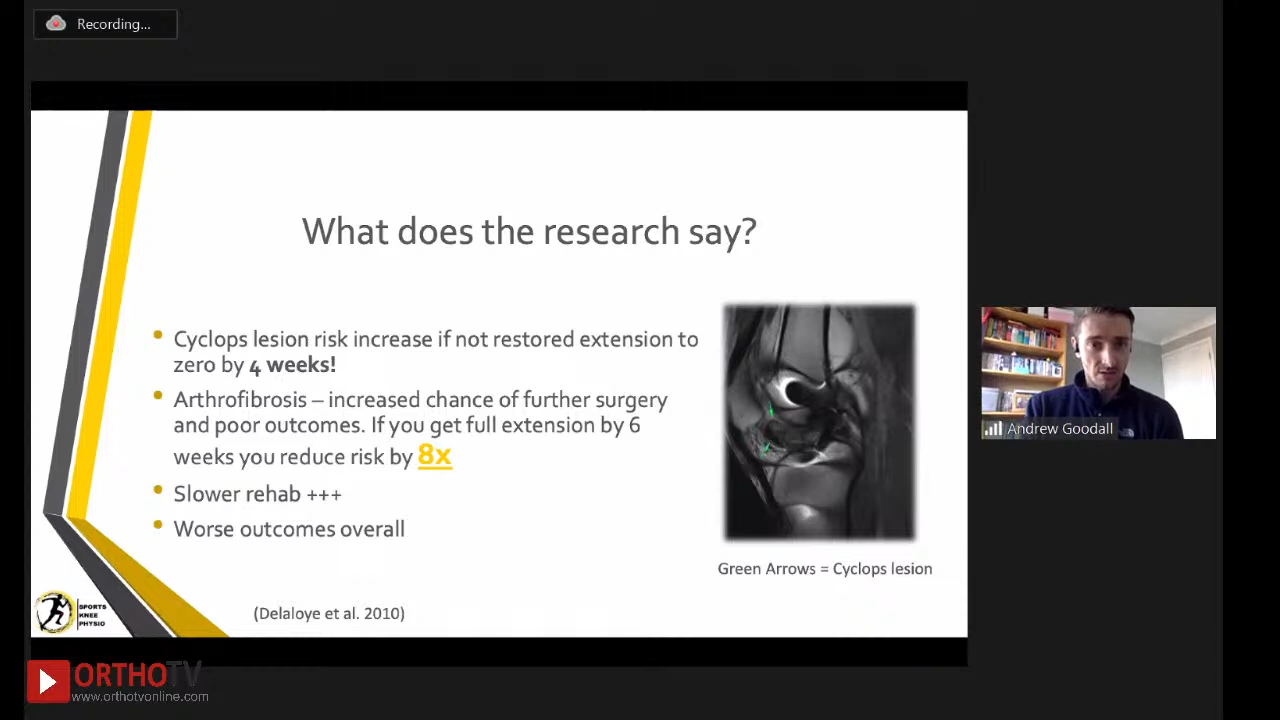 Recording...
What does the research say?
• Cyclops lesion risk increase if not restored extension to
zero by 4 weeks!
• Arthrofibrosis – increased chance of further surgery
and poor outcomes. If you get full extension by 6
weeks you reduce risk by 8x
• Slower rehab +++
• Worse outcomes overall
Green Arrows = Cyclops lesion
(Delaloye et al. 2010)
SPORTS
KNEE
PHYSIO
Andrew Goodall
ORTHOTV
www.orthotvonline.com